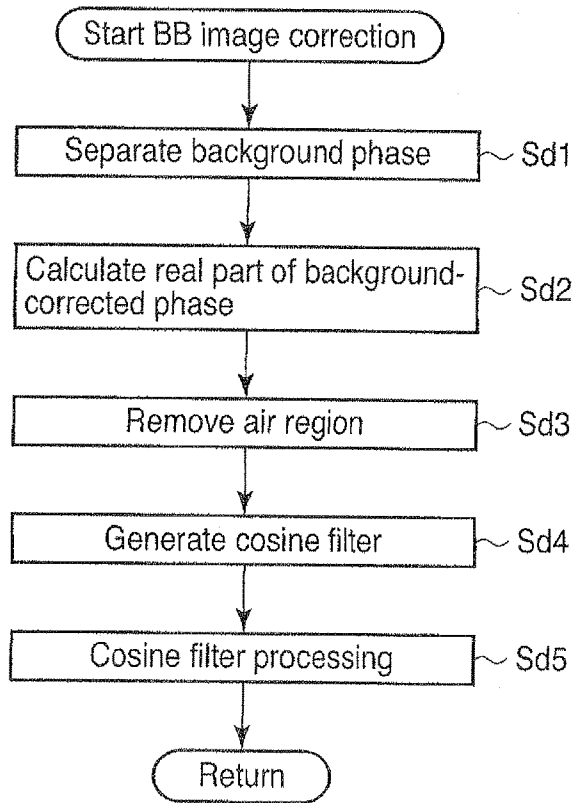 Start BB image correction
Separate background phase
Sd1
Calculate real part of background-
corrected phase
Sd2
Remove air region
Sd3
Generate cosine filter
Sd4
Cosine filter processing
Sd5
Return